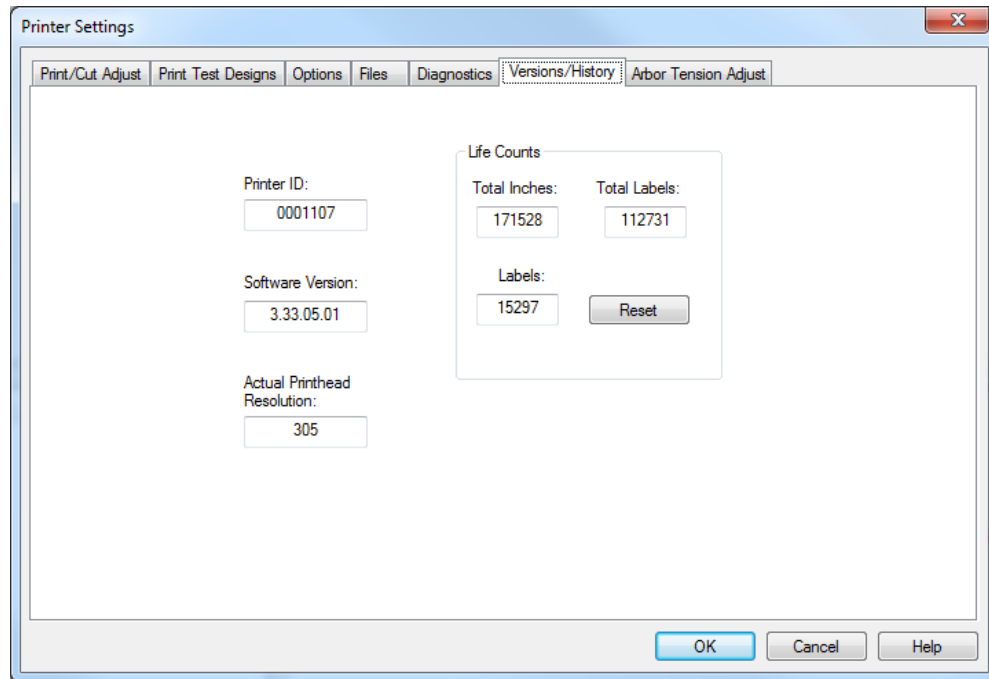 Printer Settings
Print/Cut Adjust Print Test Designs Options Files Diagnostics Versions/History Arbor Tension Adjust
Life Counts
Printer ID:
0001107
Total Inches: Total Labels:
171528 112731
Software Version:
3.33.05.01
Labels:
15297 Reset
Actual Printhead
Resolution:
305
OK Cancel Help